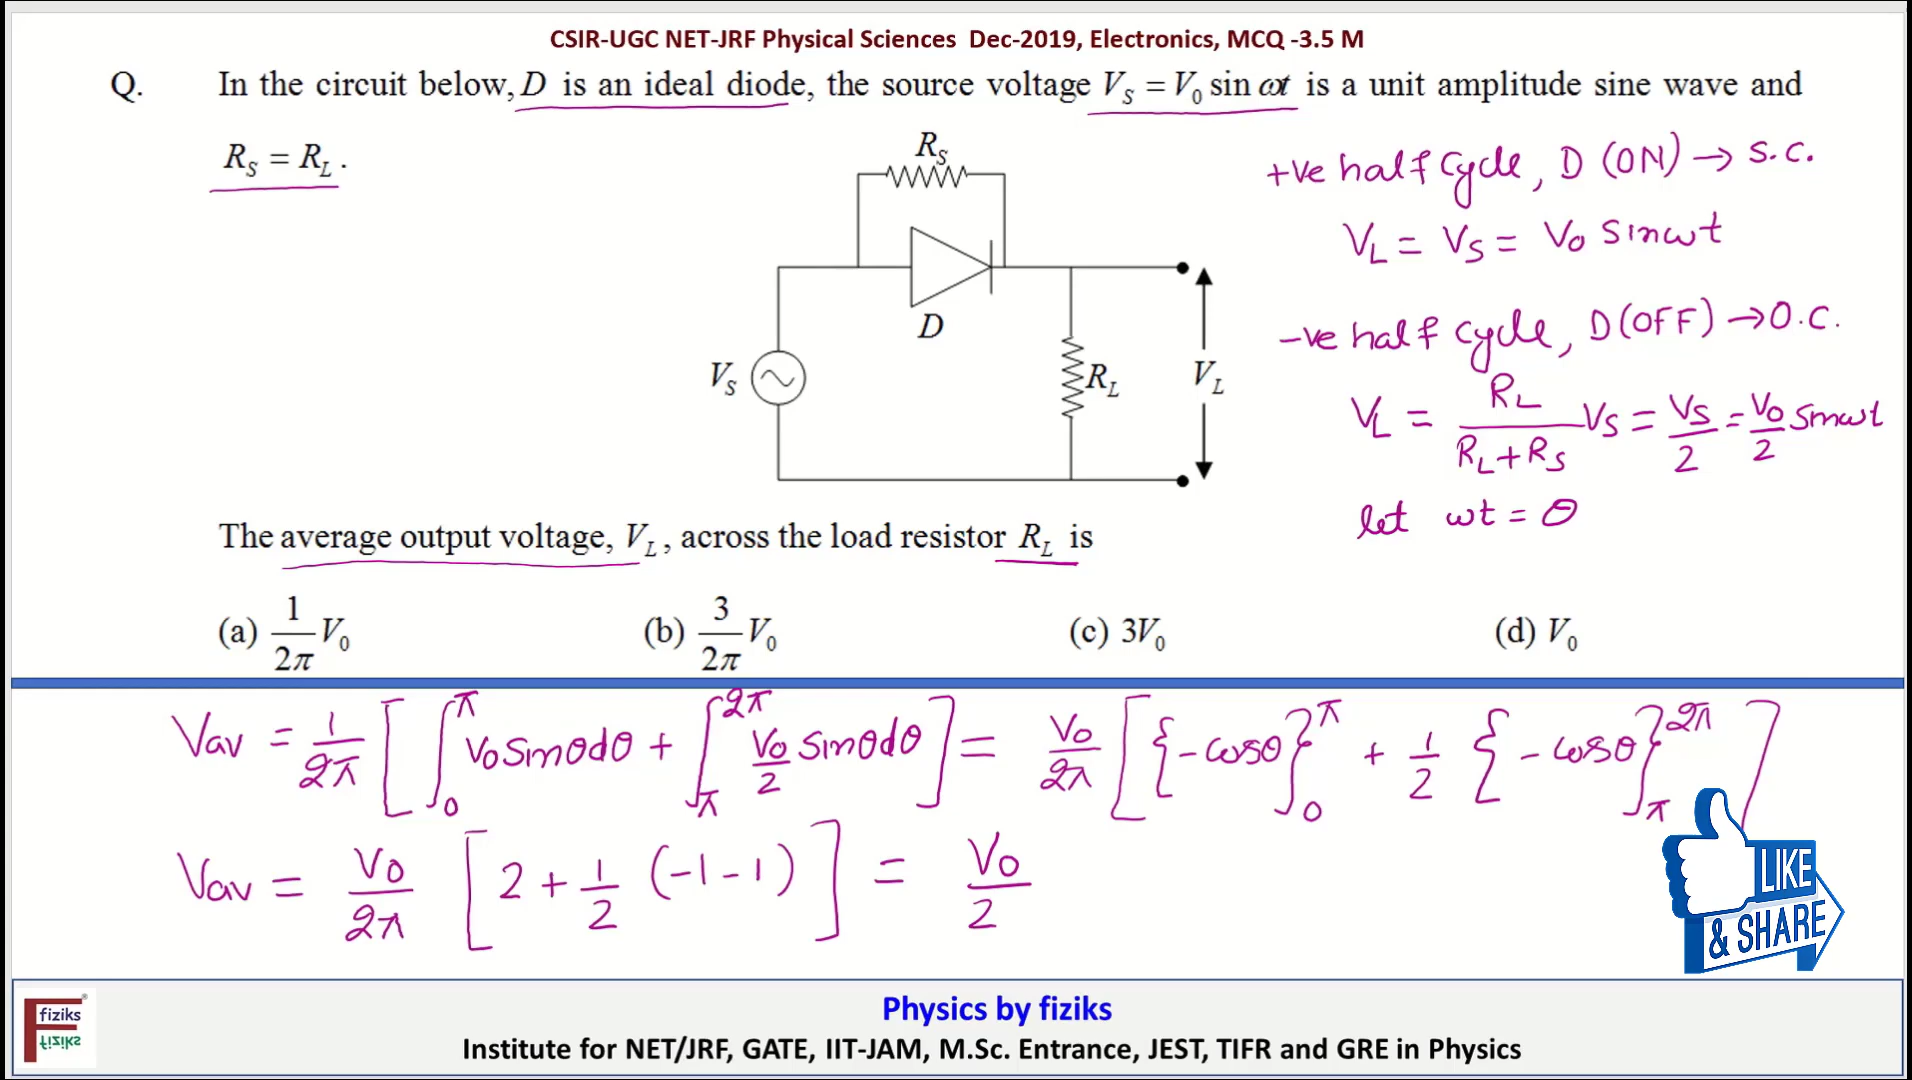 CSIR-UGC NET-JRF Physical Sciences Dec-2019, Electronics, MCQ -3.5 M
Q. In the circuit below, D is an ideal diode, the source voltage V_S = V_0 sin ωt is a unit amplitude sine wave and
R_S = R_L.
R_S
D
V_S
R_L
V_L
+ve half cycle, D (ON) → S.C.
V_L = V_S = V_0 sinωt
-ve half cycle, D (OFF) → O.C.
V_L = R_L/(R_L+R_S) V_S = V_S/2 = V_0/2 sinωt
let ωt = θ
The average output voltage, V_L, across the load resistor R_L is
(a) 1/2π V_0 (b) 3/2π V_0 (c) 3V_0 (d) V_0
Vav = 1/2π [ ∫_0^π V_0 sinθdθ + ∫_π^2π V_0/2 sinθdθ ] = V_0/2π [ {-cosθ}_0^π + 1/2 {-cosθ}_π^2π ]
Vav = V_0/2π [ 2 + 1/2 (-1-1) ] = V_0/2
LIKE
& SHARE
fiziks®
fiziks
Physics by fiziks
Institute for NET/JRF, GATE, IIT-JAM, M.Sc. Entrance, JEST, TIFR and GRE in Physics